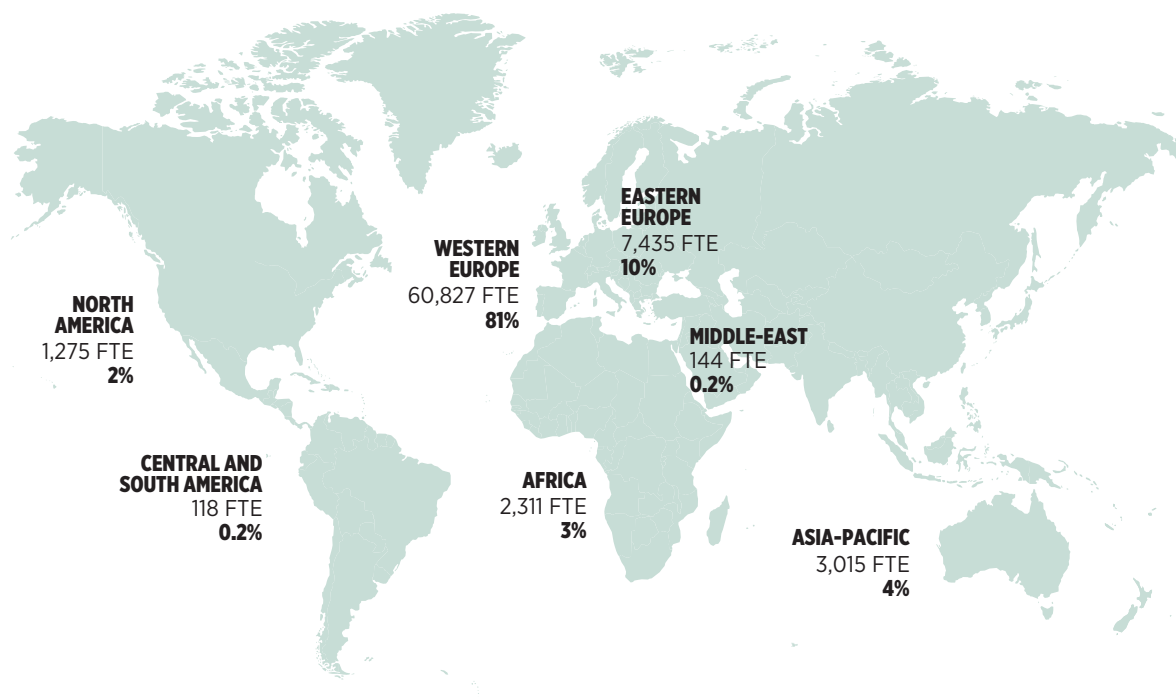 EASTERN
EUROPE
7,435 FTE
10%
WESTERN
EUROPE
60,827 FTE
81%
NORTH
AMERICA
1,275 FTE
2%
MIDDLE-EAST
144 FTE
0.2%
CENTRAL AND
SOUTH AMERICA
118 FTE
0.2%
AFRICA
2,311 FTE
3%
ASIA-PACIFIC
3,015 FTE
4%